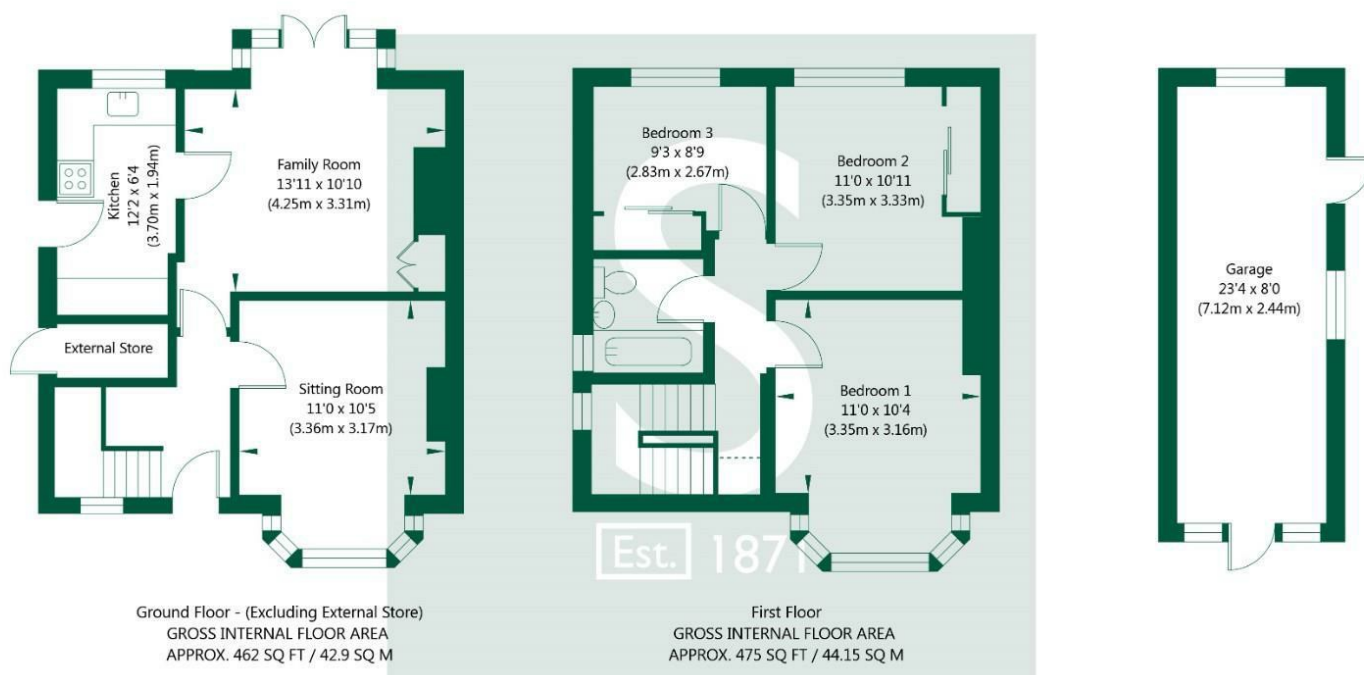 Kitchen
12'2 x 6'4
(3.70m x 1.94m)
Family Room
13'11 x 10'10
(4.25m x 3.31m)
External Store
Sitting Room
11'0 x 10'5
(3.36m x 3.17m)
Bedroom 3
9'3 x 8'9
(2.83m x 2.67m)
Bedroom 2
11'0 x 10'11
(3.35m x 3.33m)
Bedroom 1
11'0 x 10'4
(3.35m x 3.16m)
Garage
23'4 x 8'0
(7.12m x 2.44m)
S
Est. 1871
Ground Floor - (Excluding External Store)
GROSS INTERNAL FLOOR AREA
APPROX. 462 SQ FT / 42.9 SQ M
First Floor
GROSS INTERNAL FLOOR AREA
APPROX. 475 SQ FT / 44.15 SQ M